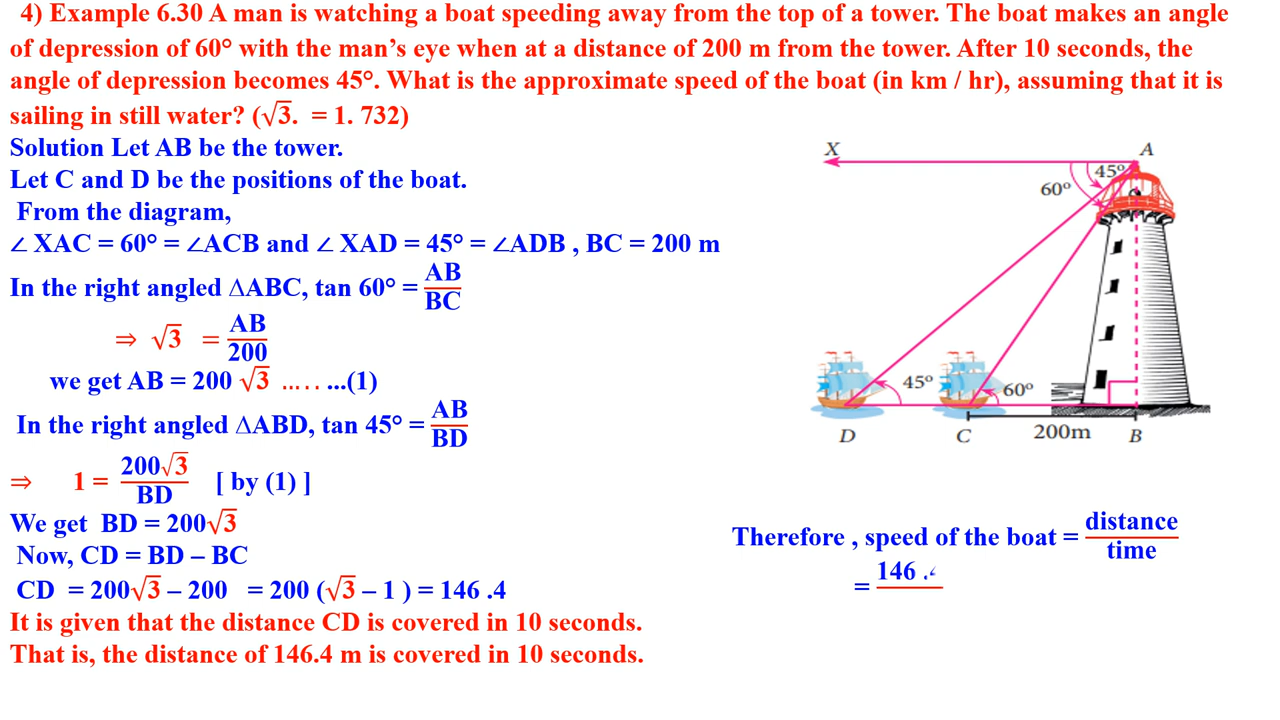 4) Example 6.30 A man is watching a boat speeding away from the top of a tower. The boat makes an angle
of depression of 60° with the man’s eye when at a distance of 200 m from the tower. After 10 seconds, the
angle of depression becomes 45°. What is the approximate speed of the boat (in km / hr), assuming that it is
sailing in still water? (√3. = 1. 732)
Solution Let AB be the tower.
Let C and D be the positions of the boat.
From the diagram,
∠ XAC = 60° = ∠ACB and ∠ XAD = 45° = ∠ADB , BC = 200 m
In the right angled ∆ABC, tan 60° = AB/BC
⇒ √3 = AB/200
we get AB = 200 √3 ..... ...(1)
In the right angled ∆ABD, tan 45° = AB/BD
⇒ 1 = 200√3/BD [ by (1) ]
We get BD = 200√3
Now, CD = BD – BC
CD = 200√3 – 200 = 200 (√3 – 1 ) = 146 .4
It is given that the distance CD is covered in 10 seconds.
That is, the distance of 146.4 m is covered in 10 seconds.
X A
45°
60°
45° 60°
D C 200m B
Therefore , speed of the boat = distance/time
= 146 .